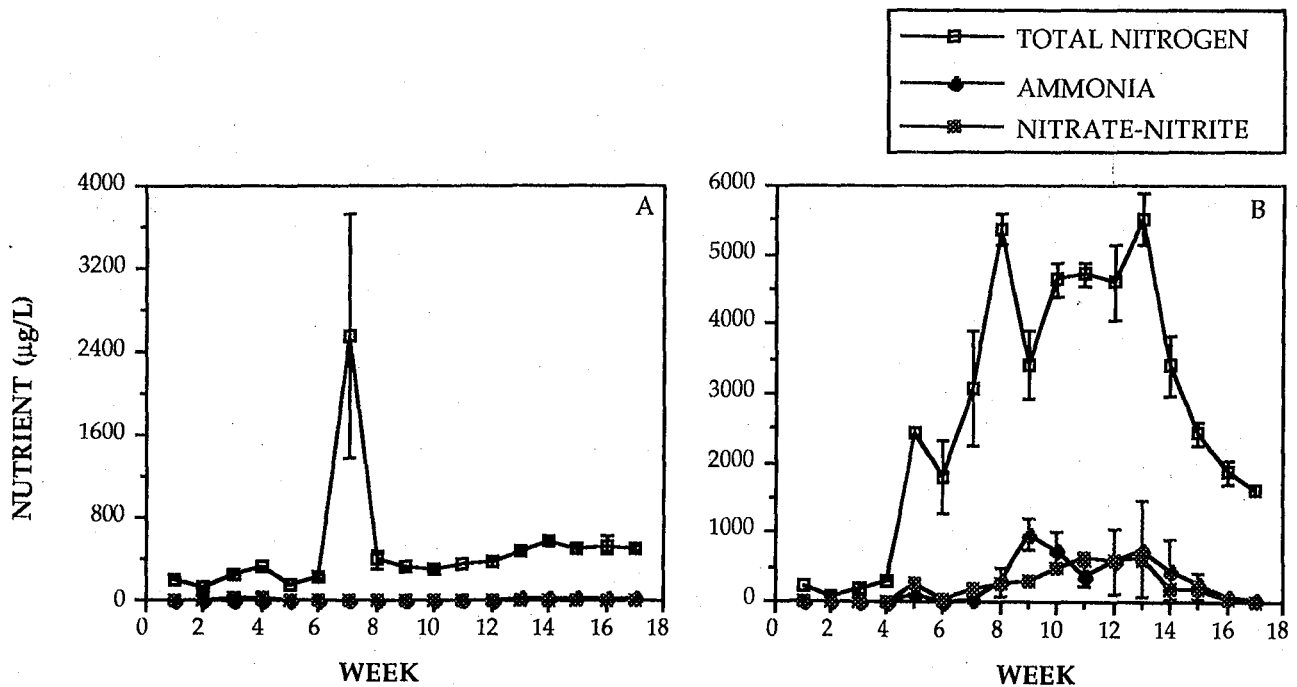 TOTAL NITROGEN
AMMONIA
NITRATE-NITRITE
A
4000
3200
2400
1600
800
0
NUTRIENT (µg/L)
0 2 4 6 8 10 12 14 16 18
WEEK
B
6000
5000
4000
3000
2000
1000
0
0 2 4 6 8 10 12 14 16 18
WEEK